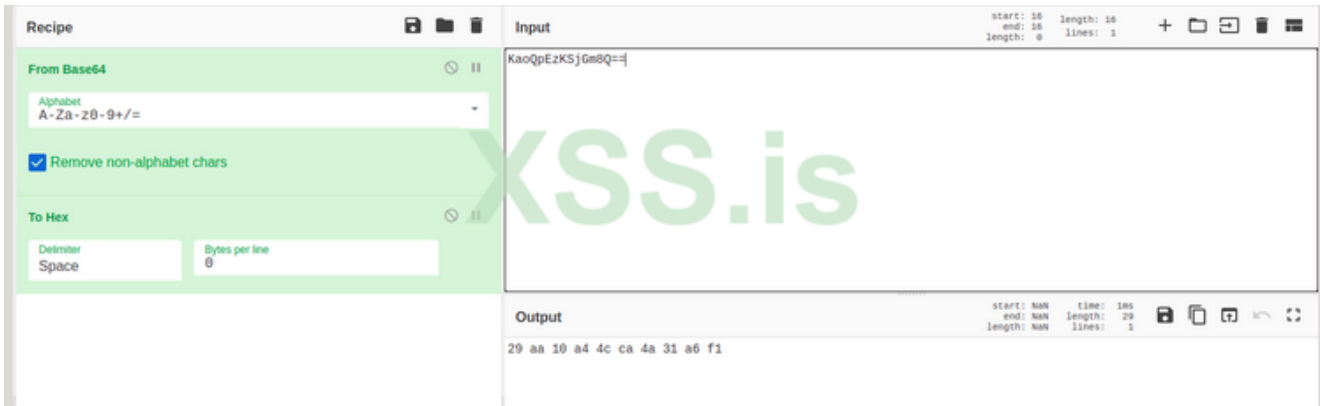 Recipe
From Base64
Alphabet
A-Za-z0-9+/=
Remove non-alphabet chars
To Hex
Delimiter
Space
Bytes per line
0
Input
start: 16
end: 16
length: 0
length: 16
lines: 1
KaoQpEzKSjGm8Q==
XSS.is
Output
start: NaN
end: NaN
length: NaN
time: 1ms
length: 29
lines: 1
29 aa 10 a4 4c ca 4a 31 a6 f1